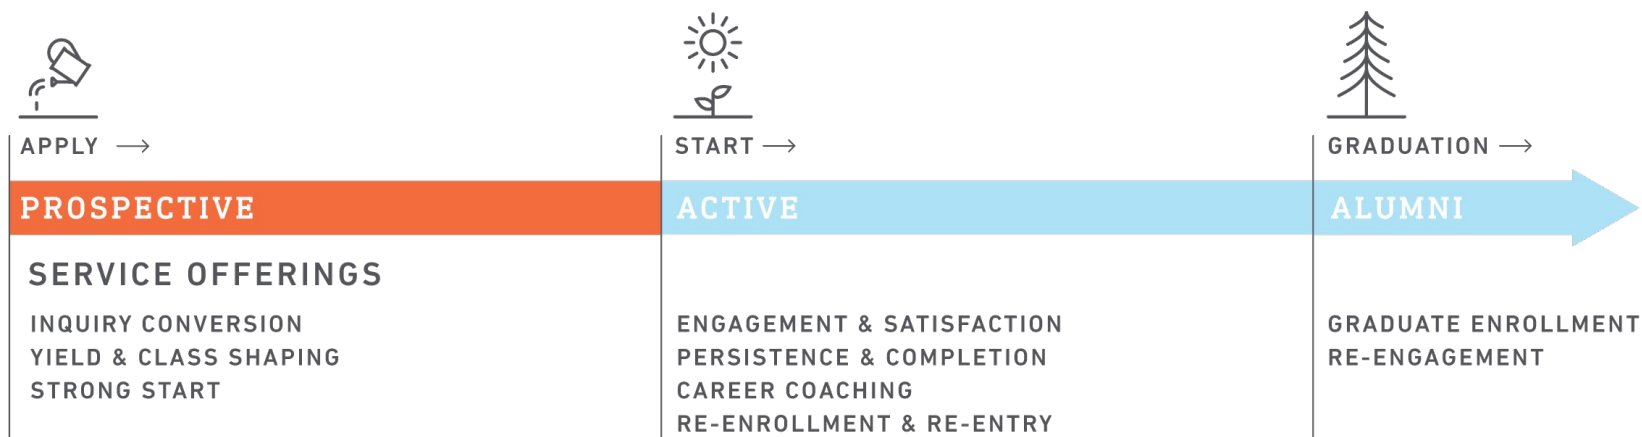 APPLY
START
GRADUATION
PROSPECTIVE
ACTIVE
ALUMNI
SERVICE OFFERINGS
INQUIRY CONVERSION
YIELD & CLASS SHAPING
STRONG START
ENGAGEMENT & SATISFACTION
PERSISTENCE & COMPLETION
CAREER COACHING
RE-ENROLLMENT & RE-ENTRY
GRADUATE ENROLLMENT
RE-ENGAGEMENT